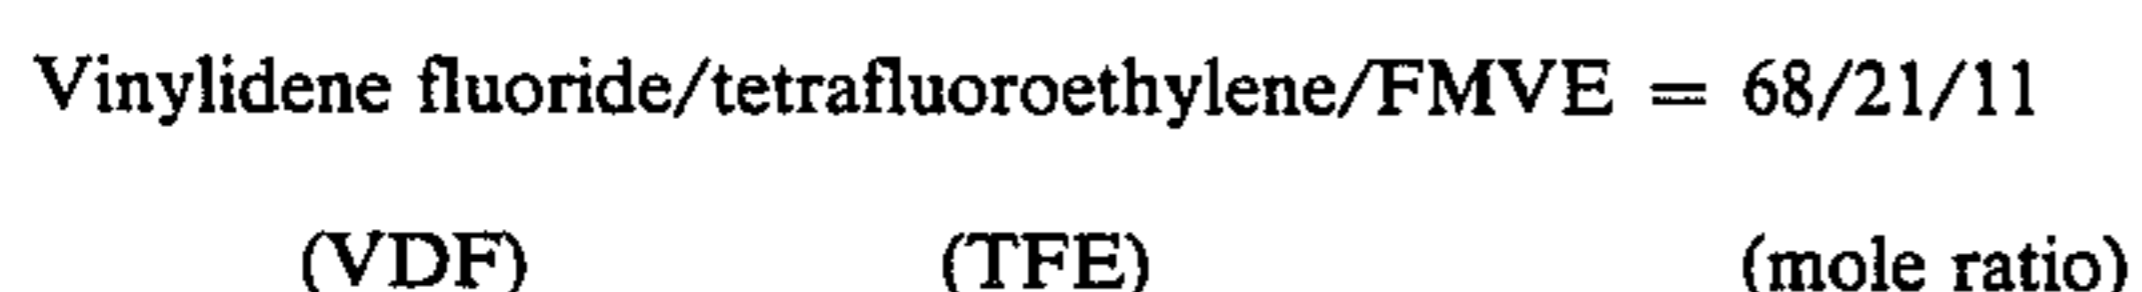 Vinylidene fluoride/tetrafluoroethylene/FMVE = 68/21/11
(VDF) (TFE) (mole ratio)